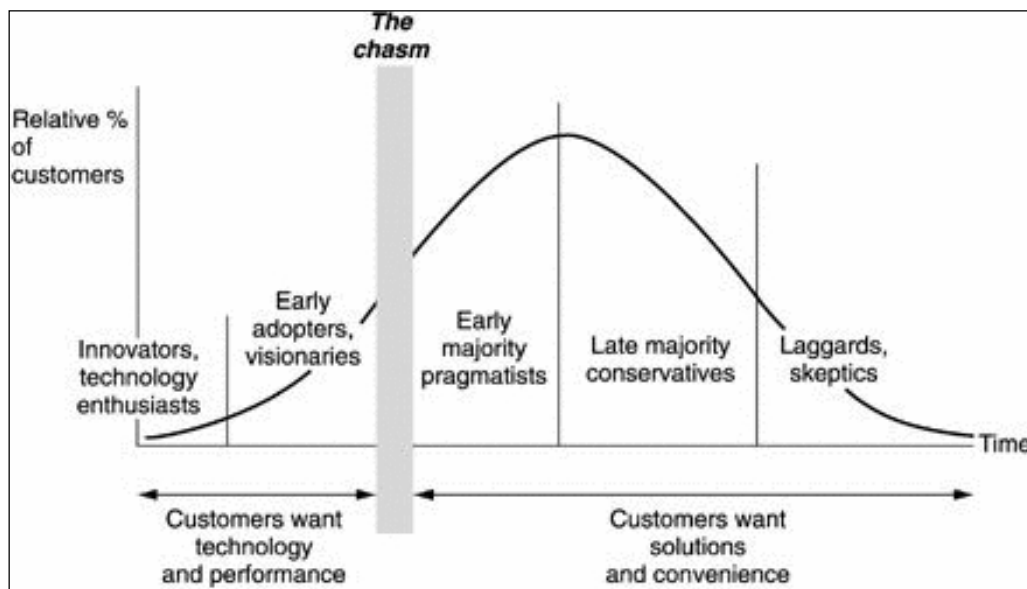 The
chasm
Relative %
of
customers
Innovators,
technology
enthusiasts
Early
adopters,
visionaries
Early
majority
pragmatists
Late majority
conservatives
Laggards,
skeptics
Time
Customers want
technology
and performance
Customers want
solutions
and convenience